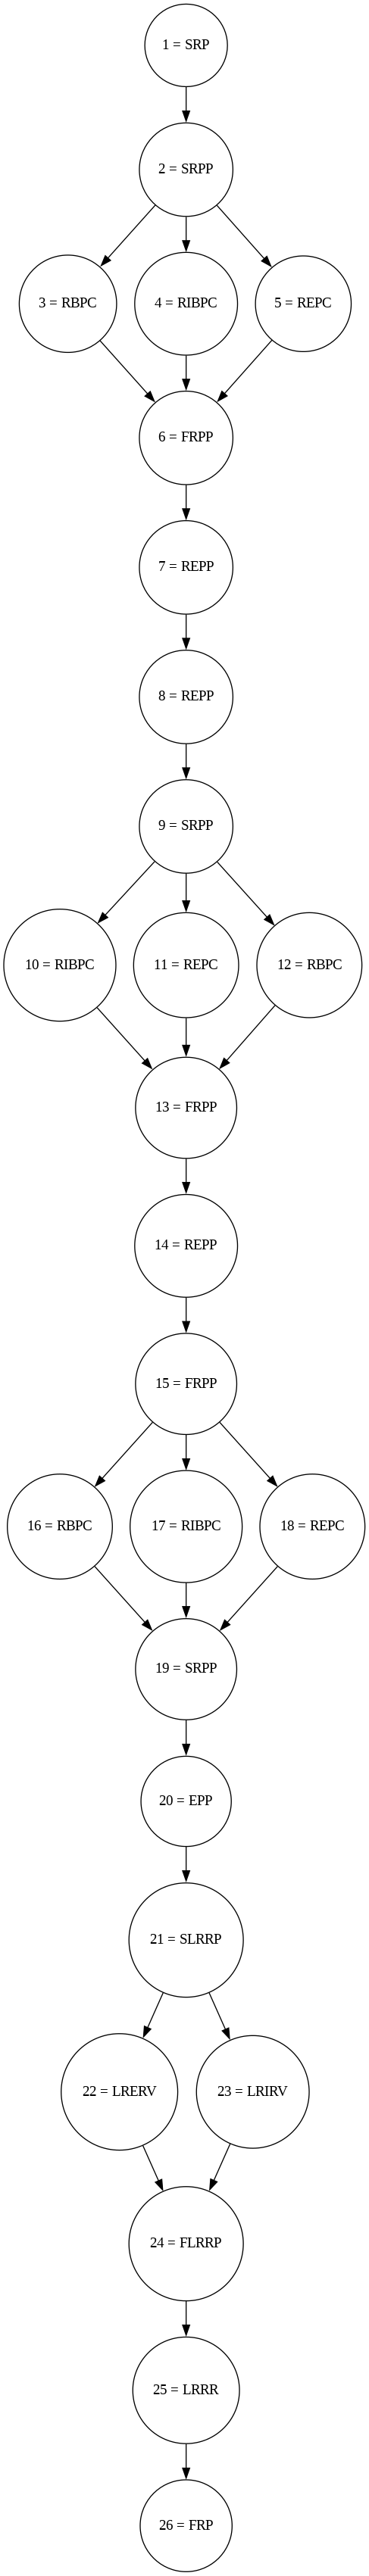 1 = SRP
2 = SRPP
3 = RBPC
4 = RIBPC
5 = REPC
6 = FRPP
7 = REPP
8 = REPP
9 = SRPP
10 = RIBPC
11 = REPC
12 = RBPC
13 = FRPP
14 = REPP
15 = FRPP
16 = RBPC
17 = RIBPC
18 = REPC
19 = SRPP
20 = EPP
21 = SLRRP
22 = LRERV
23 = LRIRV
24 = FLRRP
25 = LRRR
26 = FRP